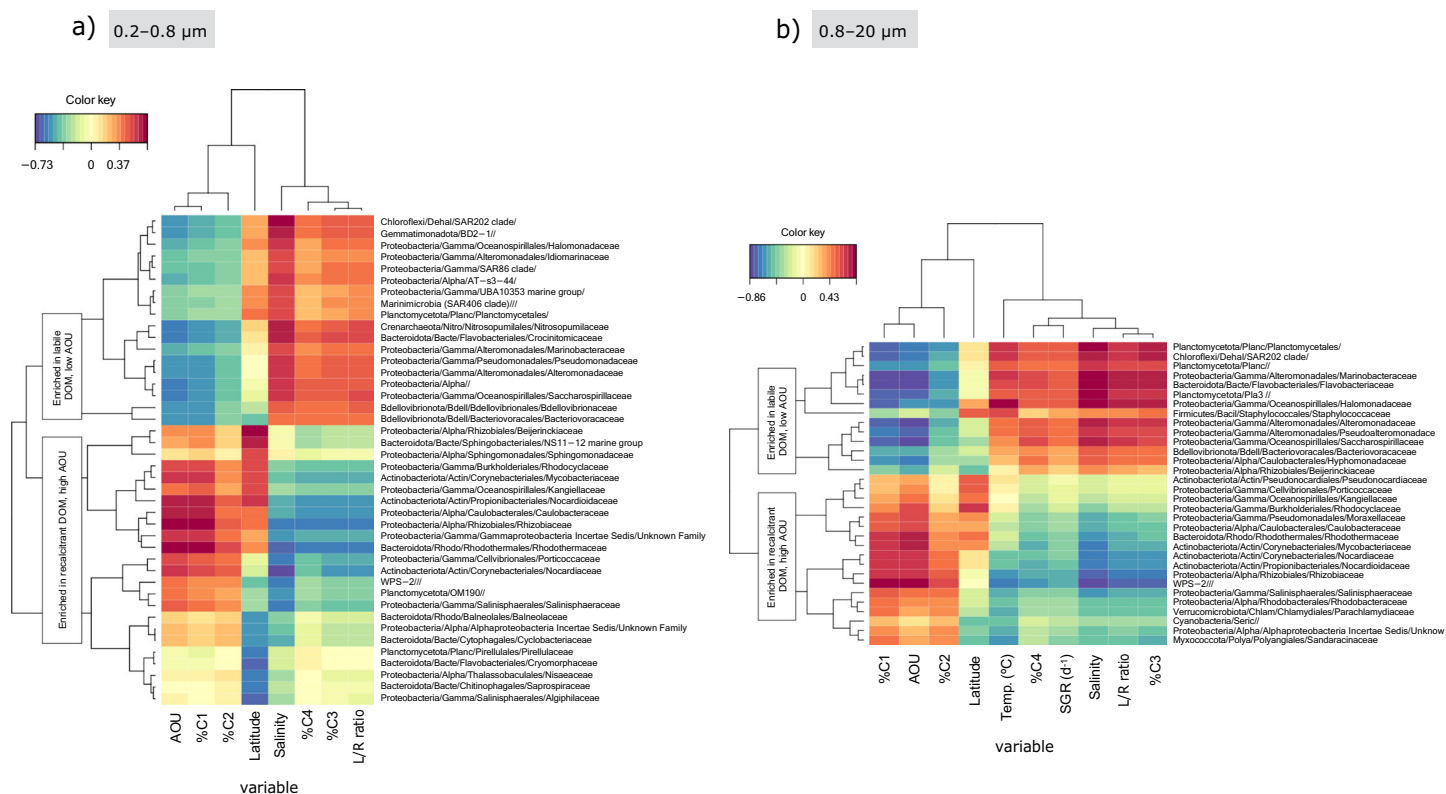 a)
0.2–0.8 µm
Color key
−0.73
0
0.37
Enriched in labile
DOM, low AOU
Enriched in recalcitrant DOM, high AOU
Chloroflexi/Dehal/SAR202 clade/
Gemmatimonadota/BD2−1//
Proteobacteria/Gamma/Oceanospirillales/Halomonadaceae
Proteobacteria/Gamma/Alteromonadales/Idiomarinaceae
Proteobacteria/Gamma/SAR86 clade/
Proteobacteria/Alpha/AT−s3−44/
Proteobacteria/Gamma/UBA10353 marine group/
Marinimicrobia (SAR406 clade)///
Planctomycetota/Planc/Planctomycetales/
Crenarchaeota/Nitro/Nitrosopumilales/Nitrosopumilaceae
Bacteroidota/Bacte/Flavobacteriales/Crocinitomicaceae
Proteobacteria/Gamma/Alteromonadales/Marinobacteraceae
Proteobacteria/Gamma/Pseudomonadales/Pseudomonadaceae
Proteobacteria/Gamma/Alteromonadales/Alteromonadaceae
Proteobacteria/Alpha//
Proteobacteria/Gamma/Oceanospirillales/Saccharospirillaceae
Bdellovibrionota/Bdell/Bdellovibrionales/Bdellovibrionaceae
Bdellovibrionota/Bdell/Bacteriovoracales/Bacteriovoracaceae
Proteobacteria/Alpha/Rhizobiales/Beijerinckiaceae
Bacteroidota/Bacte/Sphingobacteriales/NS11−12 marine group
Proteobacteria/Alpha/Sphingomonadales/Sphingomonadaceae
Proteobacteria/Gamma/Burkholderiales/Rhodocyclaceae
Actinobacteriota/Actin/Corynebacteriales/Mycobacteriaceae
Proteobacteria/Gamma/Oceanospirillales/Kangiellaceae
Actinobacteriota/Actin/Propionibacteriales/Nocardioidaceae
Proteobacteria/Alpha/Caulobacterales/Caulobacteraceae
Proteobacteria/Alpha/Rhizobiales/Rhizobiaceae
Proteobacteria/Gamma/Gammaproteobacteria Incertae Sedis/Unknown Family
Bacteroidota/Rhodo/Rhodothermales/Rhodothermaceae
Proteobacteria/Gamma/Cellvibrionales/Porticoccaceae
Actinobacteriota/Actin/Corynebacteriales/Nocardiaceae
WPS−2///
Planctomycetota/OM190//
Proteobacteria/Gamma/Salinisphaerales/Salinisphaeraceae
Bacteroidota/Rhodo/Balneolales/Balneolaceae
Proteobacteria/Alpha/Alphaproteobacteria Incertae Sedis/Unknown Family
Bacteroidota/Bacte/Cytophagales/Cyclobacteriaceae
Planctomycetota/Planc/Pirellulales/Pirellulaceae
Bacteroidota/Bacte/Flavobacteriales/Cryomorphaceae
Proteobacteria/Alpha/Thalassobaculales/Nisaeaceae
Bacteroidota/Bacte/Chitinophagales/Saprospiraceae
Proteobacteria/Gamma/Salinisphaerales/Algiphilaceae
AOU
%C1
%C2
Latitude
Salinity
%C4
%C3
L/R ratio
variable
b)
0.8–20 µm
Color key
−0.86
0
0.43
Enriched in labile
DOM, low AOU
Enriched in recalcitrant
DOM, high AOU
Planctomycetota/Planc/Planctomycetales/
Chloroflexi/Dehal/SAR202 clade/
Planctomycetota/Planc//
Proteobacteria/Gamma/Alteromonadales/Marinobacteraceae
Bacteroidota/Bacte/Flavobacteriales/Flavobacteriaceae
Planctomycetota/Pla3 //
Proteobacteria/Gamma/Oceanospirillales/Halomonadaceae
Firmicutes/Bacil/Staphylococcales/Staphylococcaceae
Proteobacteria/Gamma/Alteromonadales/Alteromonadaceae
Proteobacteria/Gamma/Alteromonadales/Pseudoalteromonadace
Proteobacteria/Gamma/Oceanospirillales/Saccharospirillaceae
Bdellovibrionota/Bdell/Bacteriovoracales/Bacteriovoracaceae
Proteobacteria/Alpha/Caulobacterales/Hyphomonadaceae
Proteobacteria/Alpha/Rhizobiales/Beijerinckiaceae
Actinobacteriota/Actin/Pseudonocardiales/Pseudonocardiaceae
Proteobacteria/Gamma/Cellvibrionales/Porticoccaceae
Proteobacteria/Gamma/Oceanospirillales/Kangiellaceae
Proteobacteria/Gamma/Burkholderiales/Rhodocyclaceae
Proteobacteria/Gamma/Pseudomonadales/Moraxellaceae
Proteobacteria/Alpha/Caulobacterales/Caulobacteraceae
Bacteroidota/Rhodo/Rhodothermales/Rhodothermaceae
Actinobacteriota/Actin/Corynebacteriales/Mycobacteriaceae
Actinobacteriota/Actin/Corynebacteriales/Nocardiaceae
Actinobacteriota/Actin/Propionibacteriales/Nocardioidaceae
Proteobacteria/Alpha/Rhizobiales/Rhizobiaceae
WPS−2///
Proteobacteria/Gamma/Salinisphaerales/Salinisphaeraceae
Proteobacteria/Alpha/Rhodobacterales/Rhodobacteraceae
Verrucomicrobiota/Chlam/Chlamydiales/Parachlamydiaceae
Cyanobacteria/Seric//
Proteobacteria/Alpha/Alphaproteobacteria Incertae Sedis/Unknow
Myxococcota/Polya/Polyangiales/Sandaracinaceae
%C1
AOU
%C2
Latitude
Temp. (ºC)
%C4
SGR (d⁻¹)
Salinity
L/R ratio
%C3
variable